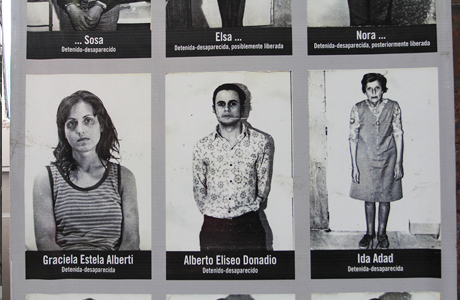 ... Sosa
Detenido-desaparecido
Elsa ...
Detenida-desaparecida, posiblemente liberada
Nora ...
Detenida-desaparecida, posteriormente liberada
Graciela Estela Alberti
Detenida-desaparecida
Alberto Eliseo Donadio
Detenido-desaparecido
Ida Adad
Detenida-desaparecida